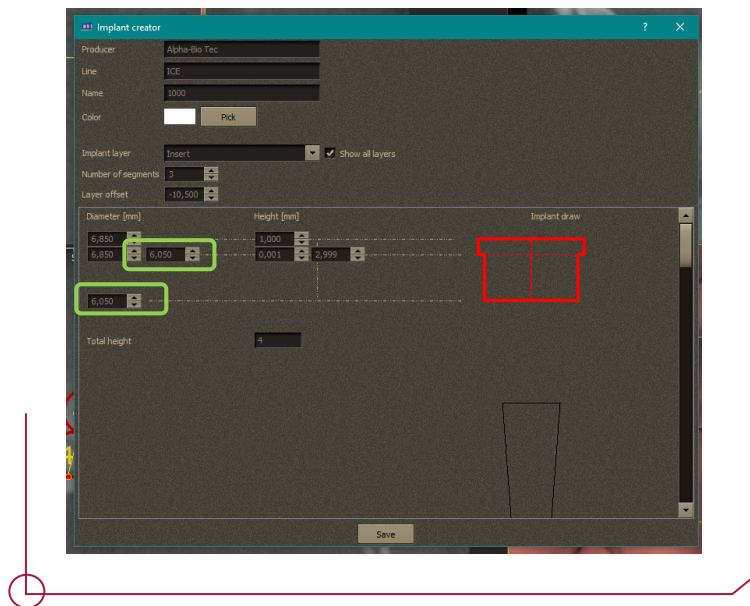 Implant creator ? X
Producer Alpha-Bio Tec
Line ICE
Name 1000
Color Pick
Implant layer Insert Show all layers
Number of segments 3
Layer offset -10,500
Diameter [mm] Height [mm] Implant draw
6,850 1,000
6,850 6,050 0,001 2,999
6,050
Total height 4
Save